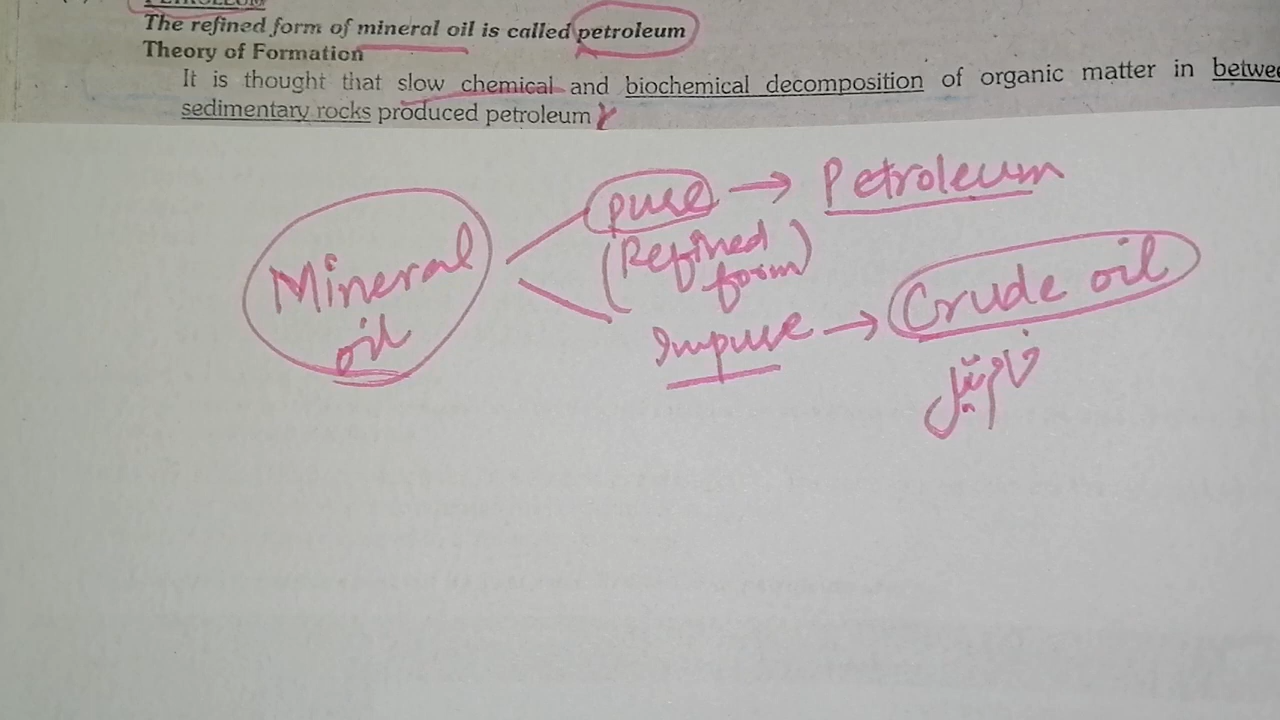 PETROLEUM
The refined form of mineral oil is called petroleum
Theory of Formation
It is thought that slow chemical and biochemical decomposition of organic matter in betwee
sedimentary rocks produced petroleum
Mineral
oil
pure → Petroleum
(Refined
form)
Impure → Crude oil
خام تیل